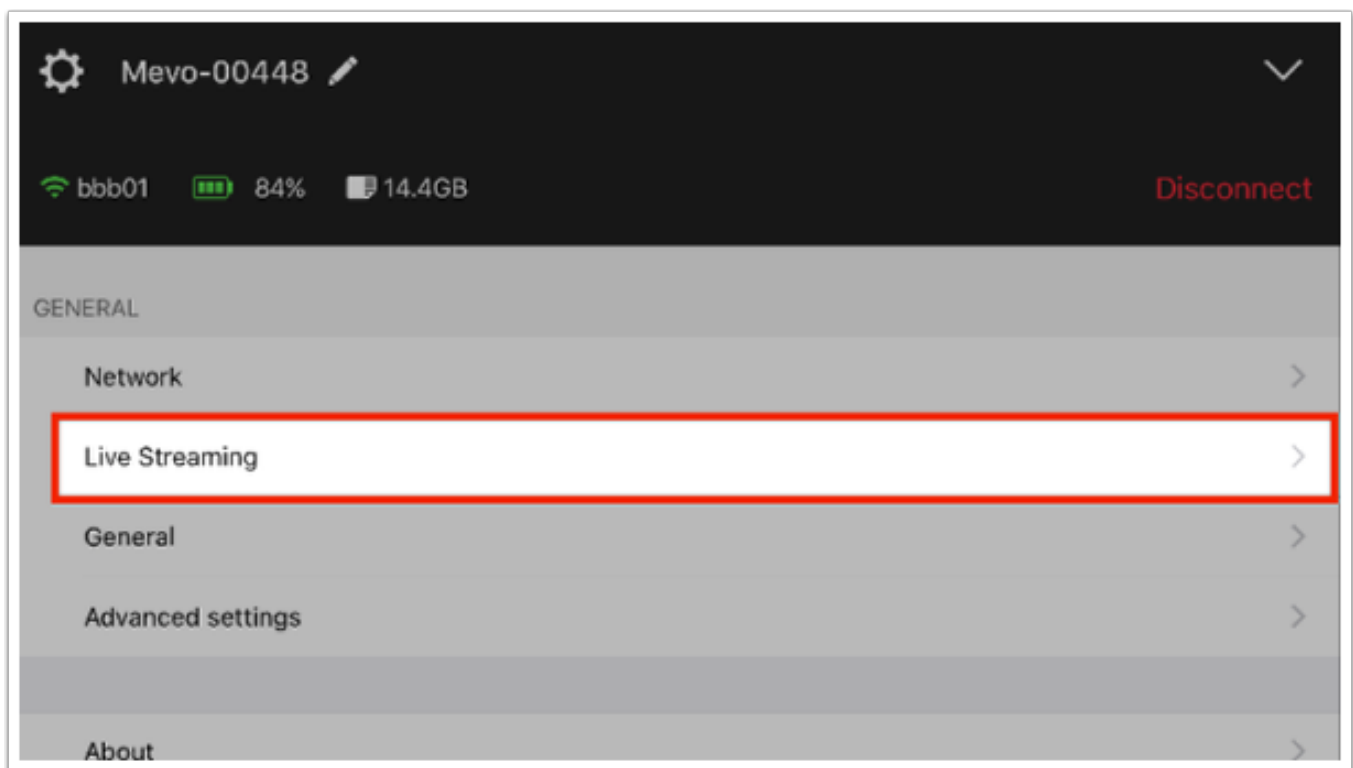 Mevo-00448
bbb01 84% 14.4GB Disconnect
GENERAL
Network
Live Streaming
General
Advanced settings
About